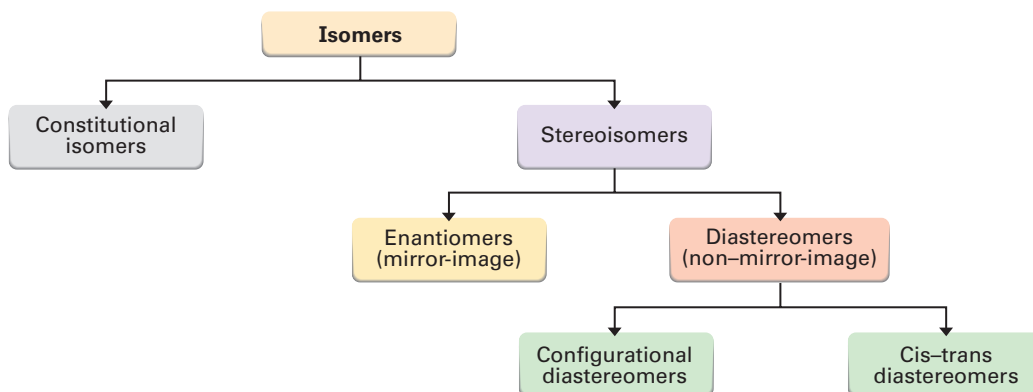 Isomers
Constitutional
isomers
Stereoisomers
Enantiomers
(mirror-image)
Diastereomers
(non–mirror-image)
Configurational
diastereomers
Cis–trans
diastereomers